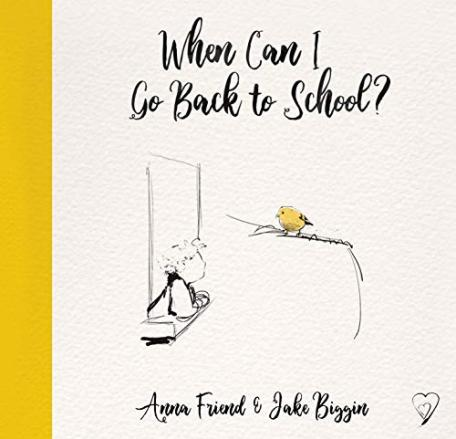 When Can I
Go Back to School?
Anna Friend & Jake Biggin